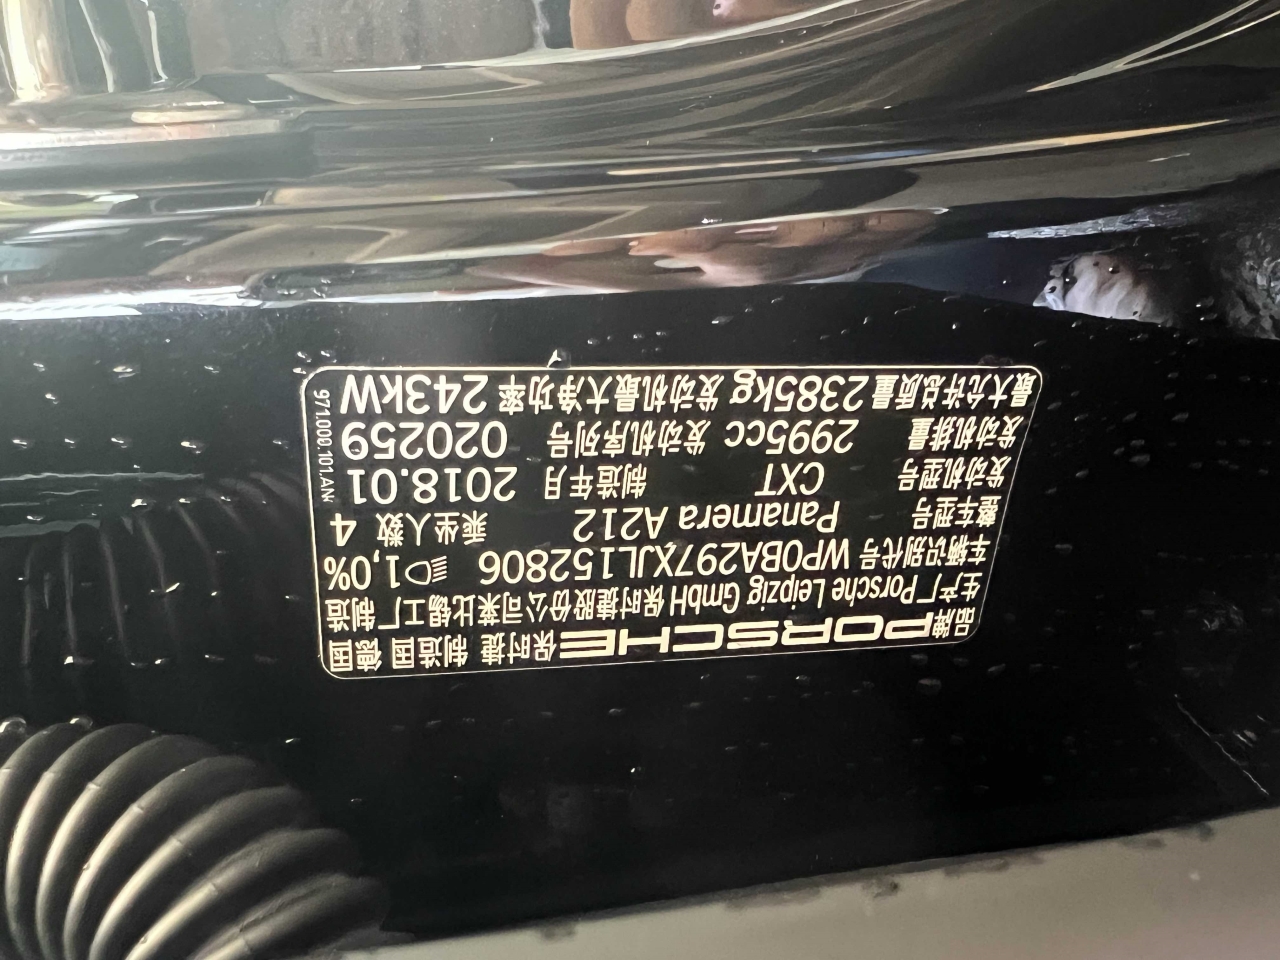 品牌 PORSCHE 保时捷 制造国 德国
生产厂 Porsche Leipzig GmbH 保时捷股份公司莱比锡工厂 制造
车辆识别代号 WP0BA297XJL152806 1,0%
整车型号 Panamera A212 乘坐人数 4
发动机型号 CXT 制造年月 2018.01
发动机排量 2995cc 发动机序列号 020259
最大允许总质量 2385kg 发动机最大净功率 243kW
971.000.101.AN